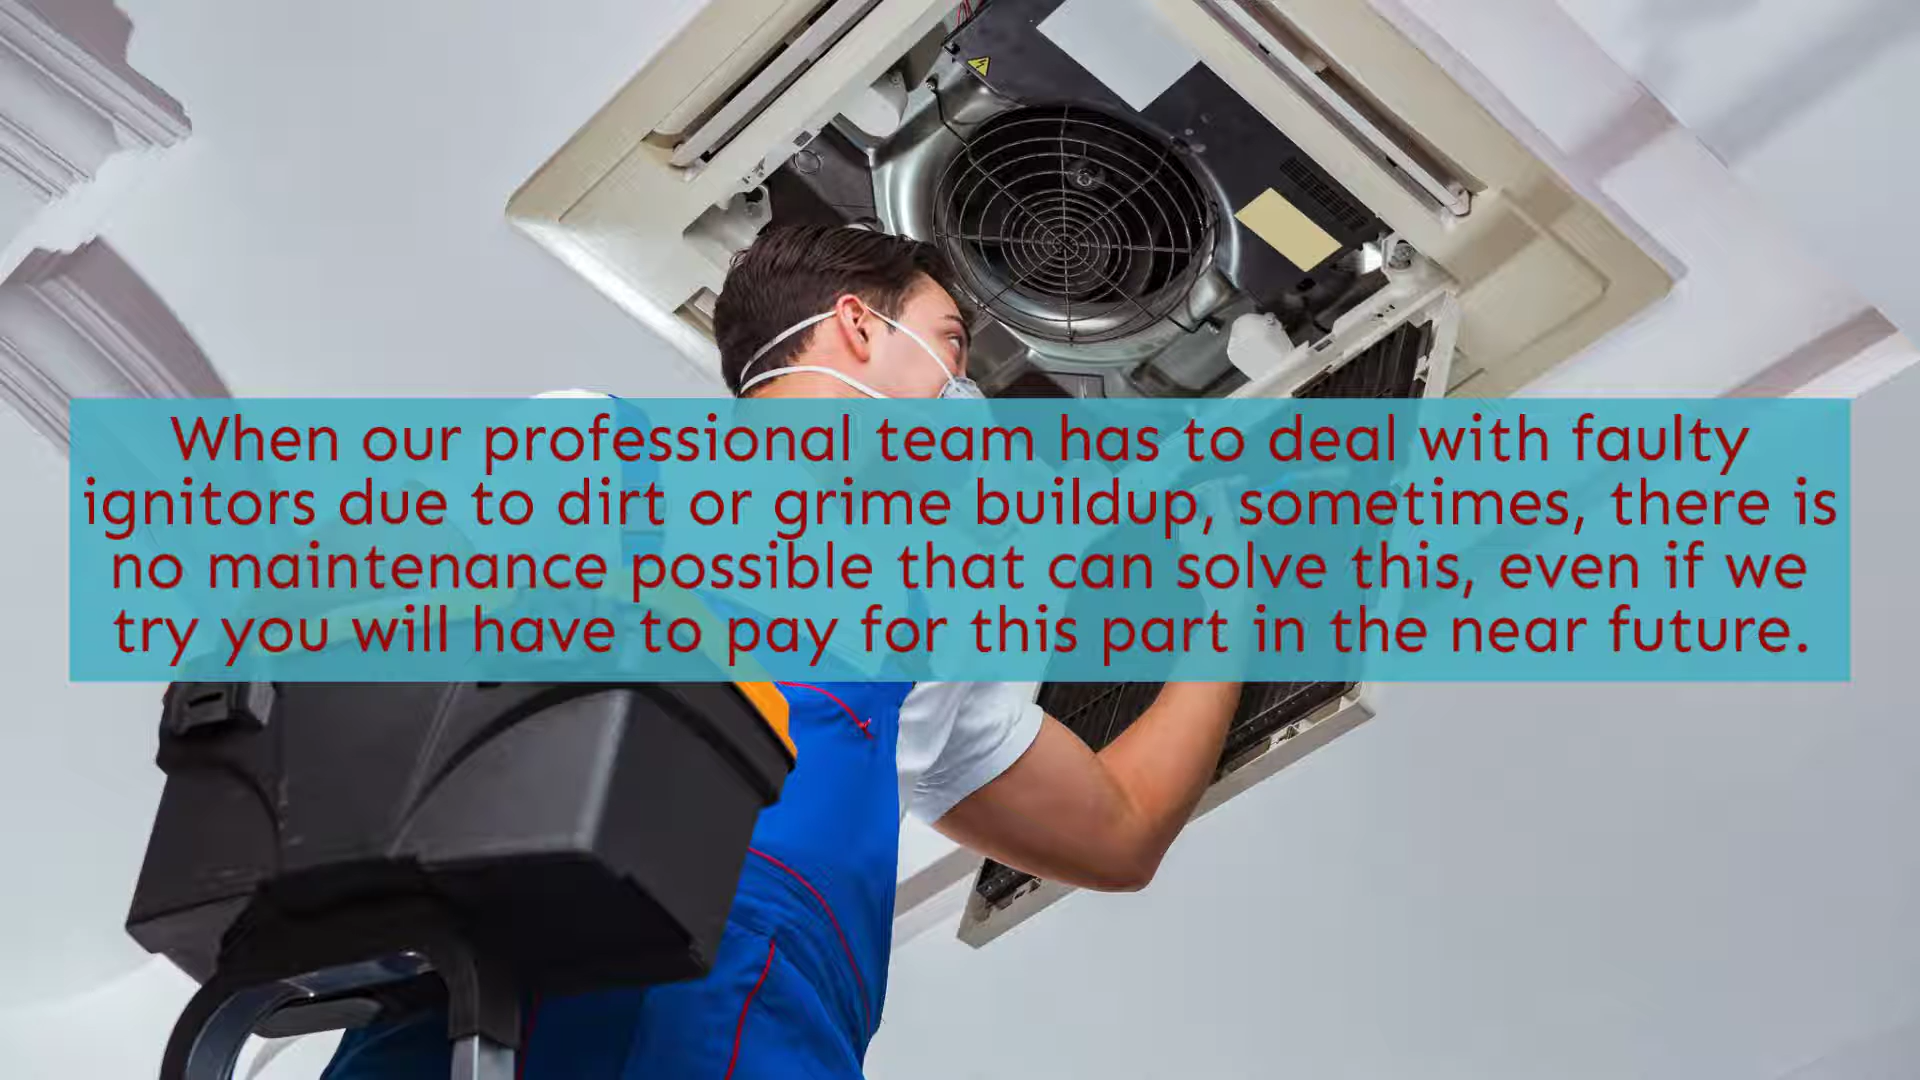 When our professional team has to deal with faulty
ignitors due to dirt or grime buildup, sometimes, there is
no maintenance possible that can solve this, even if we
try you will have to pay for this part in the near future.